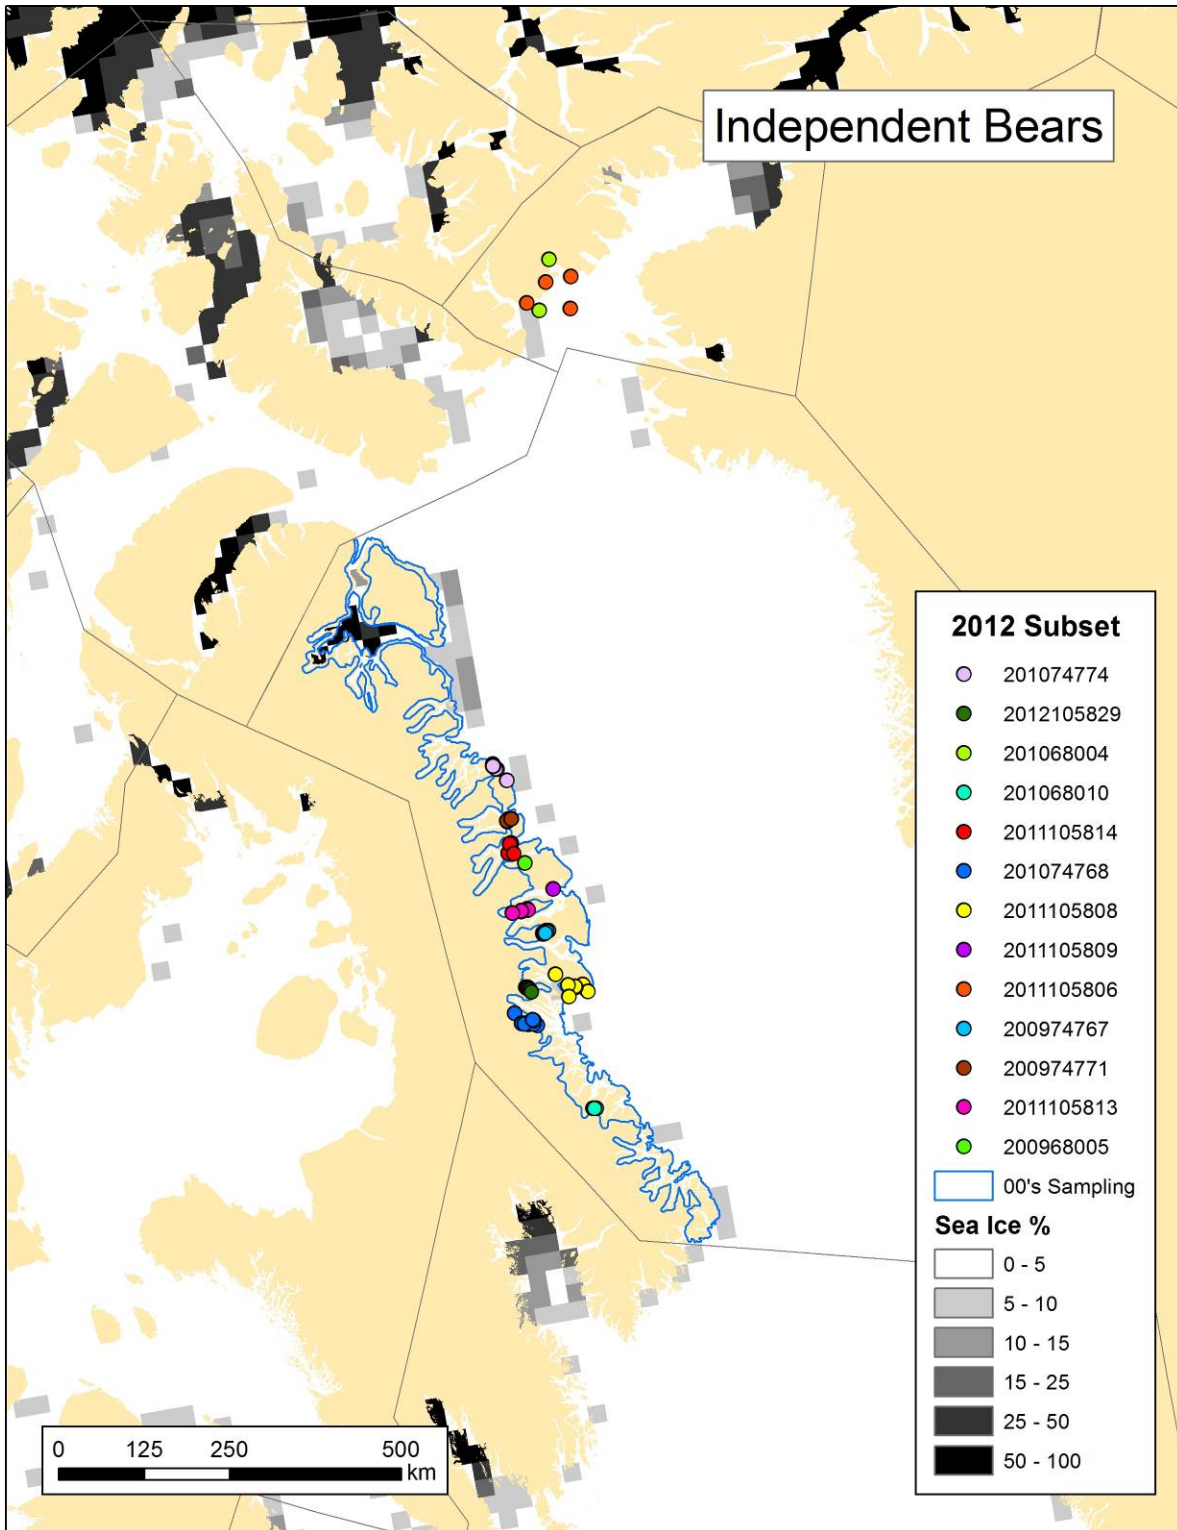 Independent Bears
2012 Subset
201074774
2012105829
201068004
201068010
2011105814
201074768
2011105808
2011105809
2011105806
200974767
200974771
2011105813
200968005
00's Sampling
Sea Ice %
0 - 5
5 - 10
10 - 15
15 - 25
25 - 50
50 - 100
0 125 250 500
km